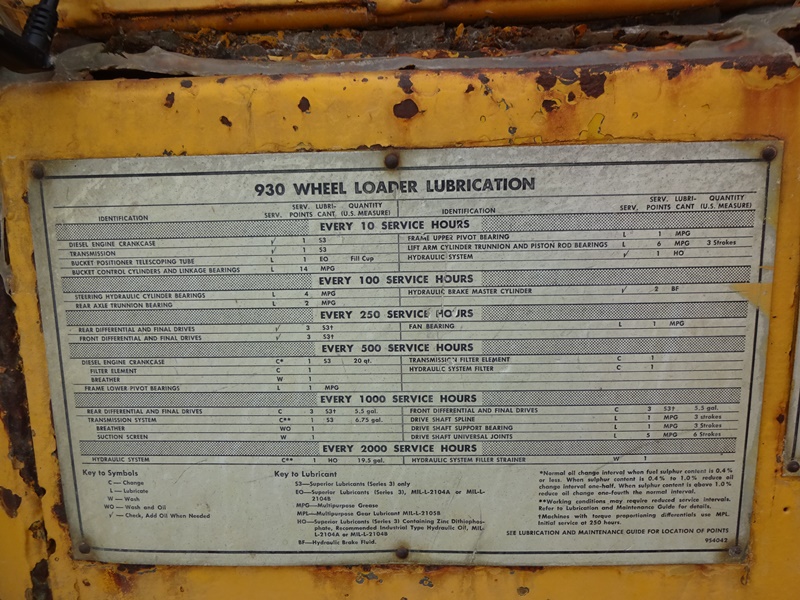 930 WHEEL LOADER LUBRICATION
IDENTIFICATION SERV. SERV. POINTS LUBRI-CANT QUANTITY (U.S. MEASURE) IDENTIFICATION SERV. SERV. POINTS LUBRI-CANT QUANTITY (U.S. MEASURE)
EVERY 10 SERVICE HOURS
DIESEL ENGINE CRANKCASE ✓ 1 S3 FRAME UPPER PIVOT BEARING L 1 MPG
TRANSMISSION ✓ 1 S3 LIFT ARM CYLINDER TRUNNION AND PISTON ROD BEARINGS L 6 MPG 3 Strokes
BUCKET POSITIONER TELESCOPING TUBE L 1 EO Fill Cup HYDRAULIC SYSTEM ✓ 1 HO
BUCKET CONTROL CYLINDERS AND LINKAGE BEARINGS L 14 MPG
EVERY 100 SERVICE HOURS
STEERING HYDRAULIC CYLINDER BEARINGS L 4 MPG HYDRAULIC BRAKE MASTER CYLINDER ✓ 2 BF
REAR AXLE TRUNNION BEARING L 2 MPG
EVERY 250 SERVICE HOURS
REAR DIFFERENTIAL AND FINAL DRIVES ✓ 3 S3† FAN BEARING L 1 MPG
FRONT DIFFERENTIAL AND FINAL DRIVES ✓ 3 S3†
EVERY 500 SERVICE HOURS
DIESEL ENGINE CRANKCASE C* 1 S3 20 qt. TRANSMISSION FILTER ELEMENT C 1
FILTER ELEMENT C 1 HYDRAULIC SYSTEM FILTER C 1
BREATHER W 1
FRAME LOWER PIVOT BEARINGS L 1 MPG
EVERY 1000 SERVICE HOURS
REAR DIFFERENTIAL AND FINAL DRIVES C 3 S3† 5.5 gal. FRONT DIFFERENTIAL AND FINAL DRIVES C 3 S3† 5.5 gal.
TRANSMISSION SYSTEM C** 1 S3 6.75 gal. DRIVE SHAFT SPLINE L 1 MPG 3 strokes
BREATHER WO 1 DRIVE SHAFT SUPPORT BEARING L 1 MPG 3 Strokes
SUCTION SCREEN W 1 DRIVE SHAFT UNIVERSAL JOINTS L 5 MPG 6 Strokes
EVERY 2000 SERVICE HOURS
HYDRAULIC SYSTEM C** 1 HO 19.5 gal. HYDRAULIC SYSTEM FILLER STRAINER W 1
Key to Symbols
C — Change
L — Lubricate
W — Wash
WO — Wash and Oil
✓ — Check, Add Oil When Needed
Key to Lubricant
S3—Superior Lubricants (Series 3) only
EO—Superior Lubricants (Series 3), MIL-L-2104A or MIL-L-
2104B
MPG—Multipurpose Grease
MPL—Multipurpose Gear Lubricant MIL-L-2105B
HO—Superior Lubricants (Series 3) Containing Zinc Dithiophos-
phate, Recommended Industrial Type Hydraulic Oil, MIL-
L-2104A or MIL-L-2104B
BF—Hydraulic Brake Fluid.
*Normal oil change interval when fuel sulphur content is 0.4%
or less. When sulphur content is 0.4% to 1.0% reduce oil
change interval one-half. When sulphur content is above 1.0%
reduce oil change one-fourth the normal interval.
**Working conditions may require reduced service intervals.
Refer to Lubrication and Maintenance Guide for details.
†Machines with torque proportioning differentials use MPL.
Initial service at 250 hours.
SEE LUBRICATION AND MAINTENANCE GUIDE FOR LOCATION OF POINTS
9S4042